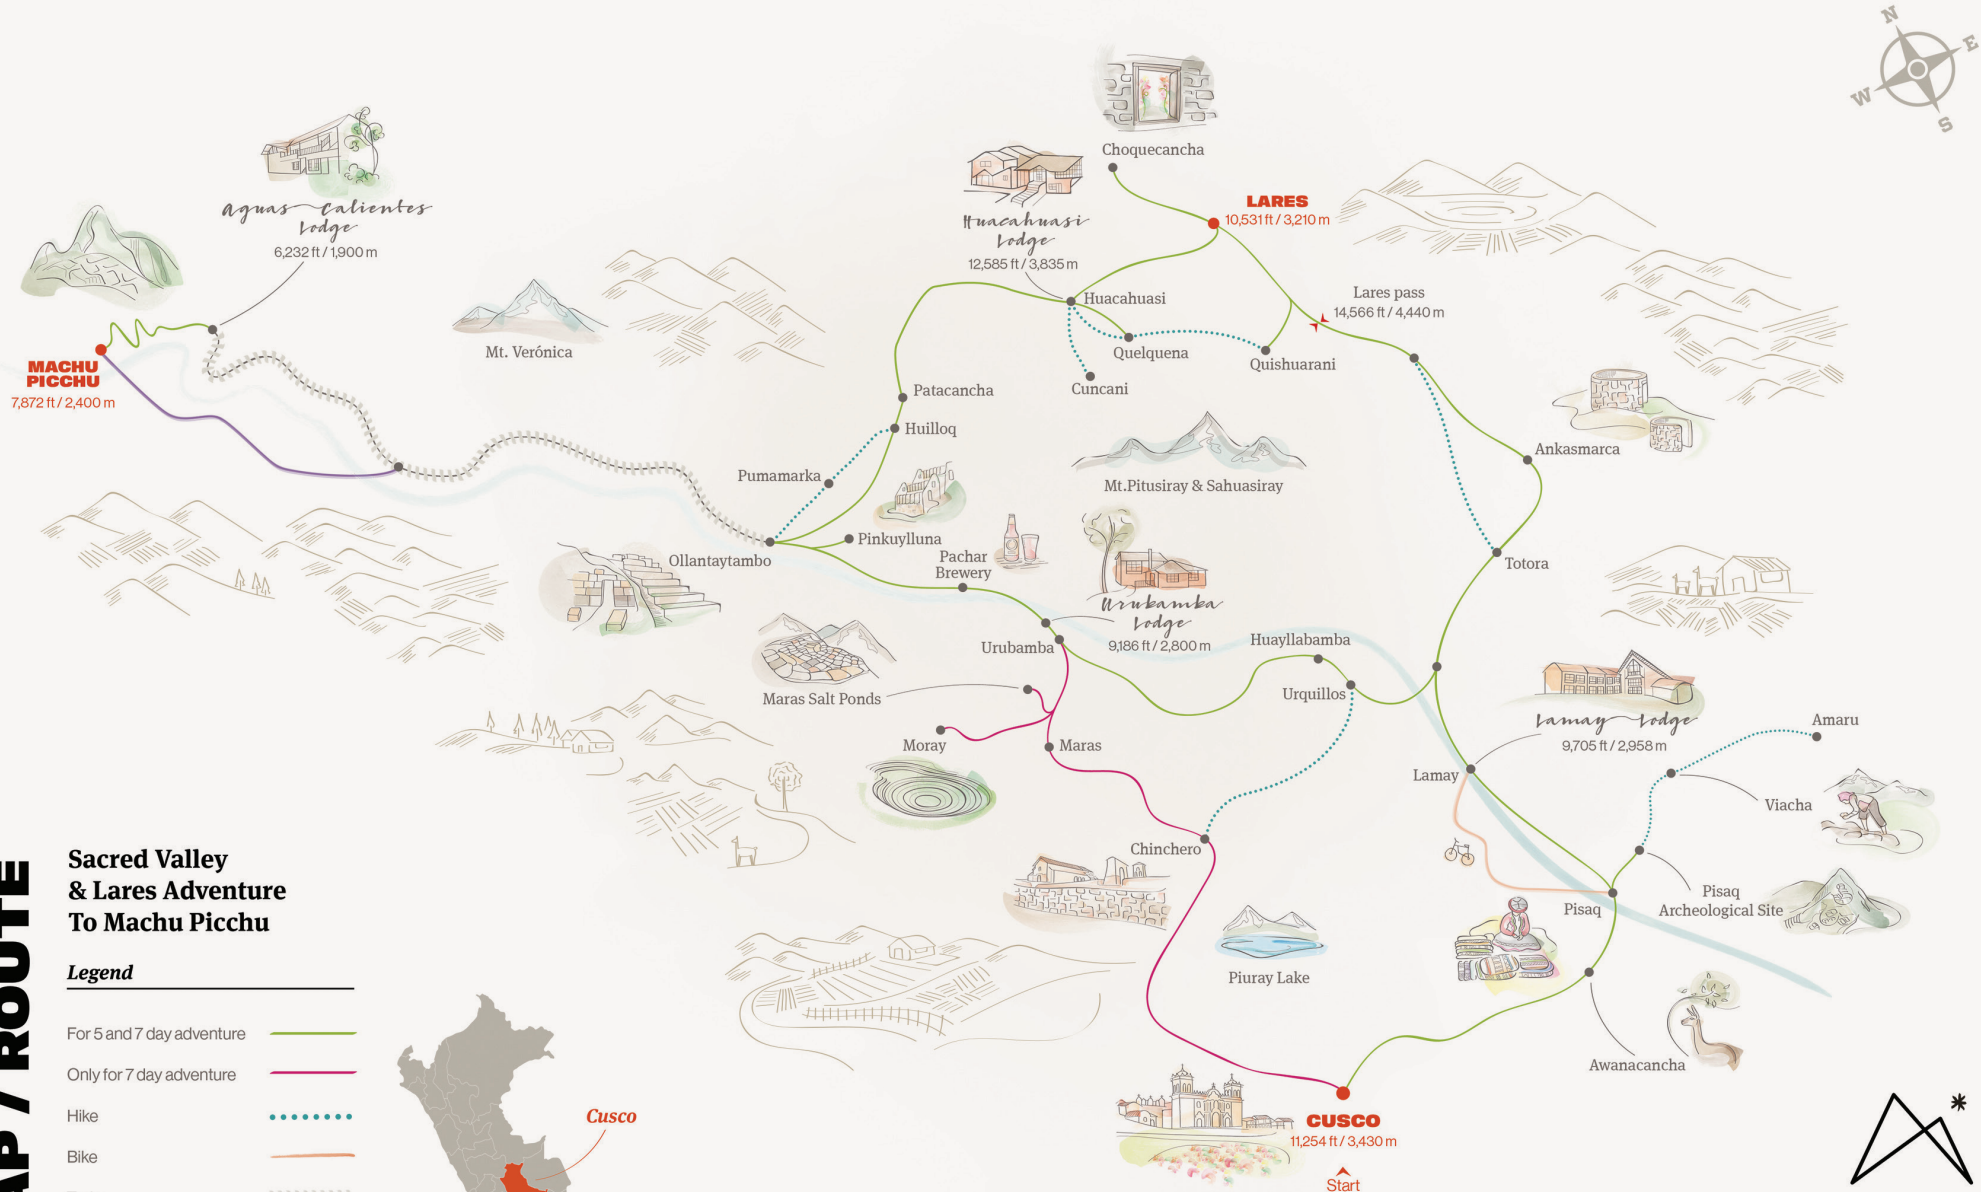 N
E
W
S
Choquecancha
LARES
10,531 ft / 3,210 m
Huacahuasi
Lodge
12,585 ft / 3,835 m
Aguas Calientes
Lodge
6,232 ft / 1,900 m
Huacahuasi
Lares pass
14,566 ft / 4,440 m
Mt. Verónica
Quelquena
Quishuarani
MACHU
PICCHU
7,872 ft / 2,400 m
Cuncani
Patacancha
Huilloq
Ankasmarca
Pumamarka
Mt.Pitusiray & Sahuasiray
Pinkuylluna
Ollantaytambo
Pachar
Brewery
Totora
Urubamba
Lodge
9,186 ft / 2,800 m
Urubamba
Huayllabamba
Urquillos
Maras Salt Ponds
Moray
Maras
Lamay Lodge
9,705 ft / 2,958 m
Amaru
Lamay
Viacha
Chinchero
Pisaq
Archeological Site
Pisaq
Piuray Lake
Awanacancha
CUSCO
11,254 ft / 3,430 m
Start
ROUTE
Sacred Valley
& Lares Adventure
To Machu Picchu
Legend
For 5 and 7 day adventure
Only for 7 day adventure
Hike
Bike
Cusco